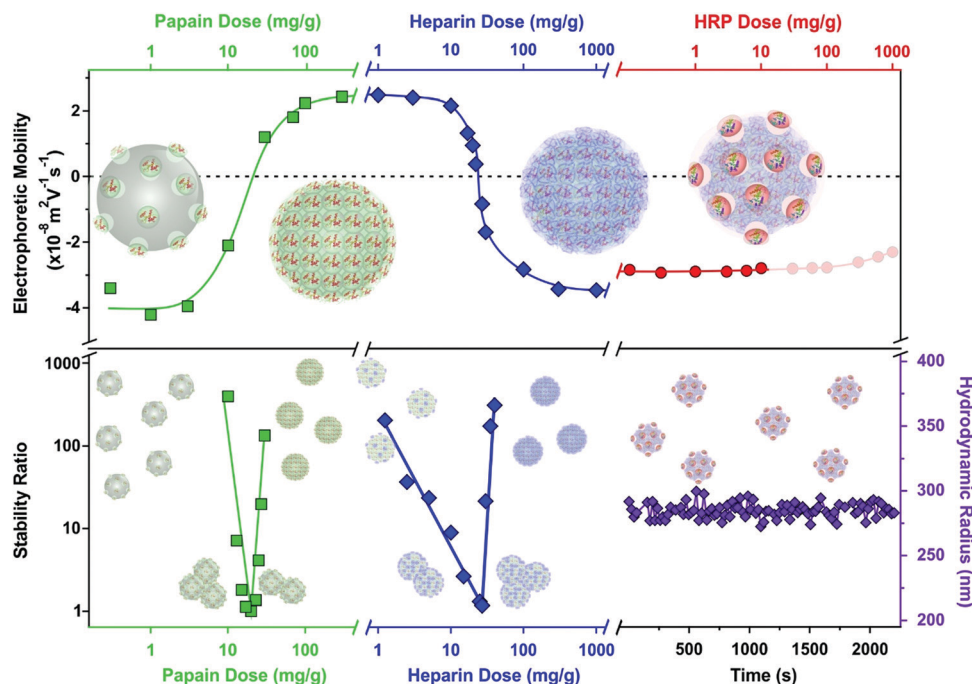 Papain Dose (mg/g) Heparin Dose (mg/g) HRP Dose (mg/g)
1 10 100 1 10 100 1000 1 10 100 1000
Electrophoretic Mobility
(x10-8 m2V-1s-1)
2
0
-2
-4
Stability Ratio
1000
100
10
1
Hydrodynamic Radius (nm)
400
350
300
250
200
1 10 100 1 10 100 1000 500 1000 1500 2000
Papain Dose (mg/g) Heparin Dose (mg/g) Time (s)